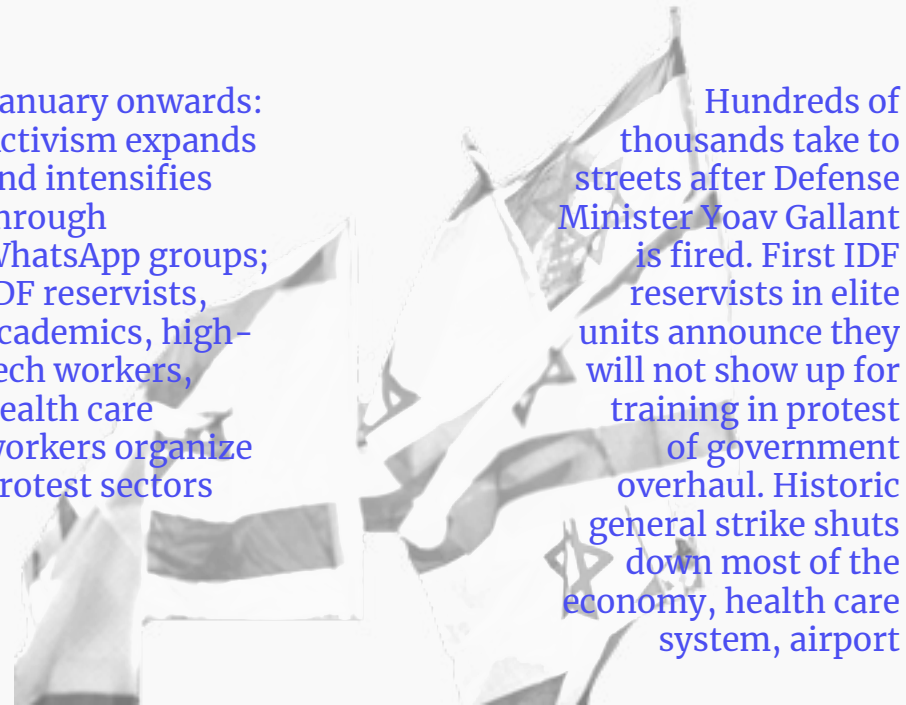 anuary onwards:
ctivism expands
nd intensifies
hrough
WhatsApp groups;
DF reservists,
cademics, high-
ech workers,
ealth care
workers organize
rotest sectors
Hundreds of
thousands take to
streets after Defense
Minister Yoav Gallant
is fired. First IDF
reservists in elite
units announce they
will not show up for
training in protest
of government
overhaul. Historic
general strike shuts
down most of the
economy, health care
system, airport